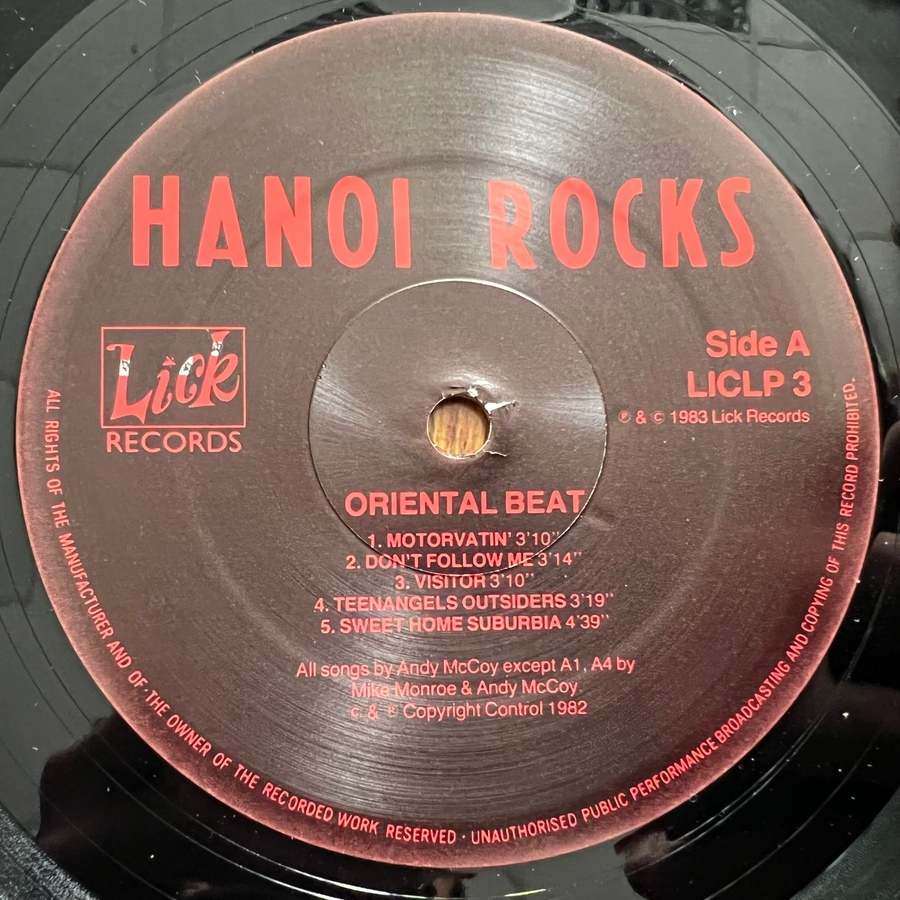 HANOI ROCKS
Lick
RECORDS
Side A
LICLP 3
℗ & © 1983 Lick Records
ORIENTAL BEAT
1. MOTORVATIN' 3'10''
2. DON'T FOLLOW ME 3'14''
3. VISITOR 3'10''
4. TEENANGELS OUTSIDERS 3'19''
5. SWEET HOME SUBURBIA 4'39''
All songs by Andy McCoy except A1, A4 by
Mike Monroe & Andy McCoy
© & ℗ Copyright Control 1982
ALL RIGHTS OF THE MANUFACTURER AND OF · THE OWNER OF THE RECORDED WORK RESERVED · UNAUTHORISED PUBLIC PERFORMANCE BROADCASTING AND COPYING OF THIS RECORD PROHIBITED.